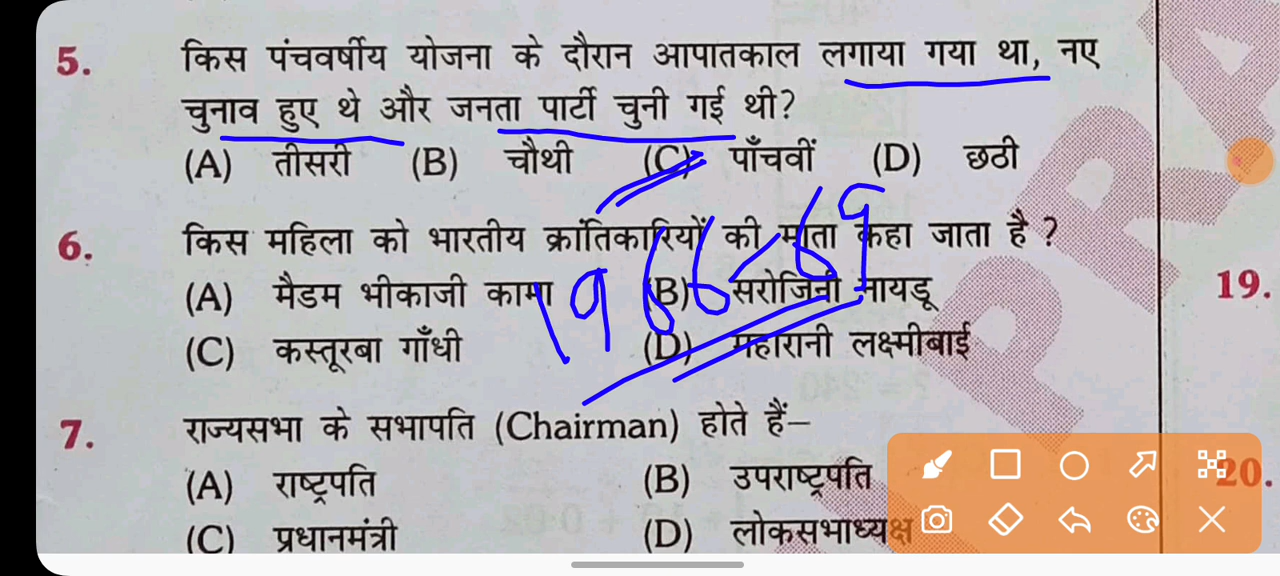 5. किस पंचवर्षीय योजना के दौरान आपातकाल लगाया गया था, नए
चुनाव हुए थे और जनता पार्टी चुनी गई थी?
(A) तीसरी (B) चौथी (C) पाँचवीं (D) छठी
6. किस महिला को भारतीय क्रांतिकारियों की माता कहा जाता है ?
(A) मैडम भीकाजी कामा (B) सरोजिनी नायडू
(C) कस्तूरबा गाँधी (D) महारानी लक्ष्मीबाई
1966-69
7. राज्यसभा के सभापति (Chairman) होते हैं–
(A) राष्ट्रपति (B) उपराष्ट्रपति
(C) प्रधानमंत्री (D) लोकसभाध्यक्ष
19.
20.